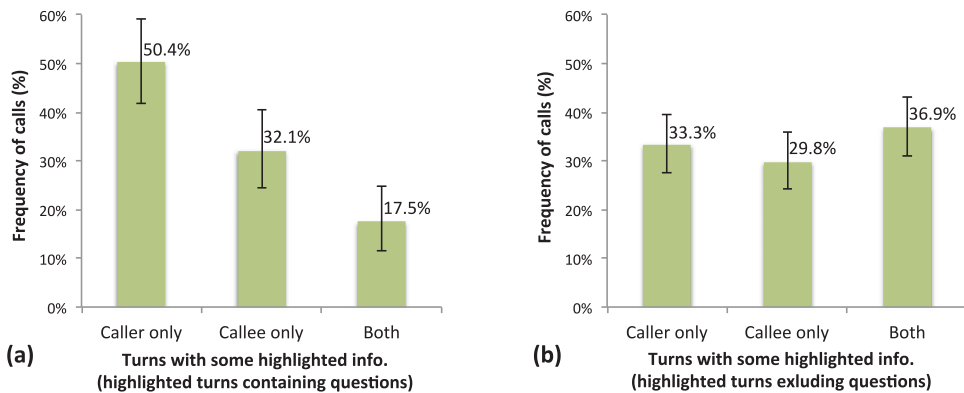 60%
50%
40%
30%
20%
10%
0%
Frequency of calls (%)
50.4%
32.1%
17.5%
Caller only
Callee only
Both
(a)
Turns with some highlighted info.
(highlighted turns containing questions)
60%
50%
40%
30%
20%
10%
0%
Frequency of calls (%)
33.3%
29.8%
36.9%
Caller only
Callee only
Both
(b)
Turns with some highlighted info.
(highlighted turns exluding questions)